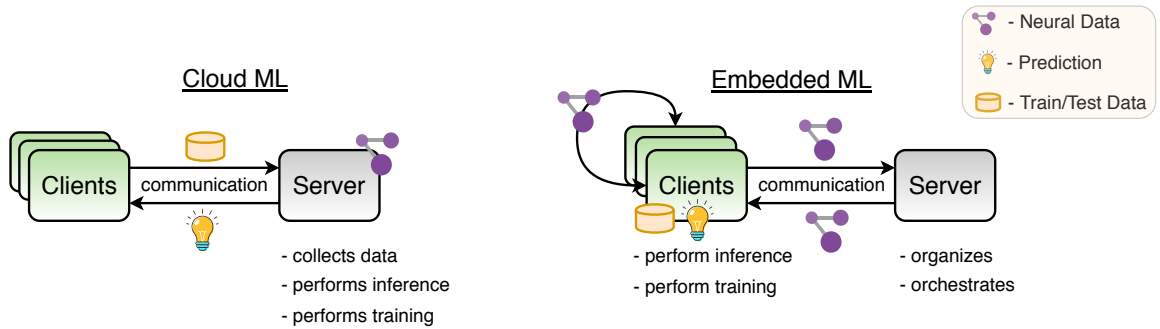 - Neural Data
- Prediction
- Train/Test Data
Cloud ML
Clients
communication
Server
- collects data
- performs inference
- performs training
Embedded ML
Clients
communication
Server
- perform inference
- perform training
- organizes
- orchestrates